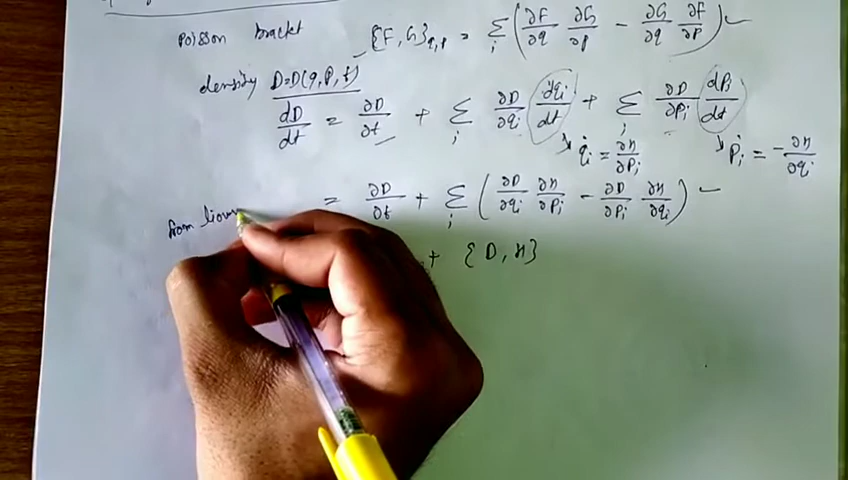 Poisson bracket {F, G}q,p = Σi (∂F/∂q ∂G/∂p − ∂G/∂q ∂F/∂p)
density D=D(q,P,t)
dD/dt = ∂D/∂t + Σi ∂D/∂qi dqi/dt + Σi ∂D/∂Pi dPi/dt
q̇i = ∂H/∂Pi Ṗi = −∂H/∂qi
= ∂D/∂t + Σi (∂D/∂qi ∂H/∂Pi − ∂D/∂Pi ∂H/∂qi)
from
+ {D, H}